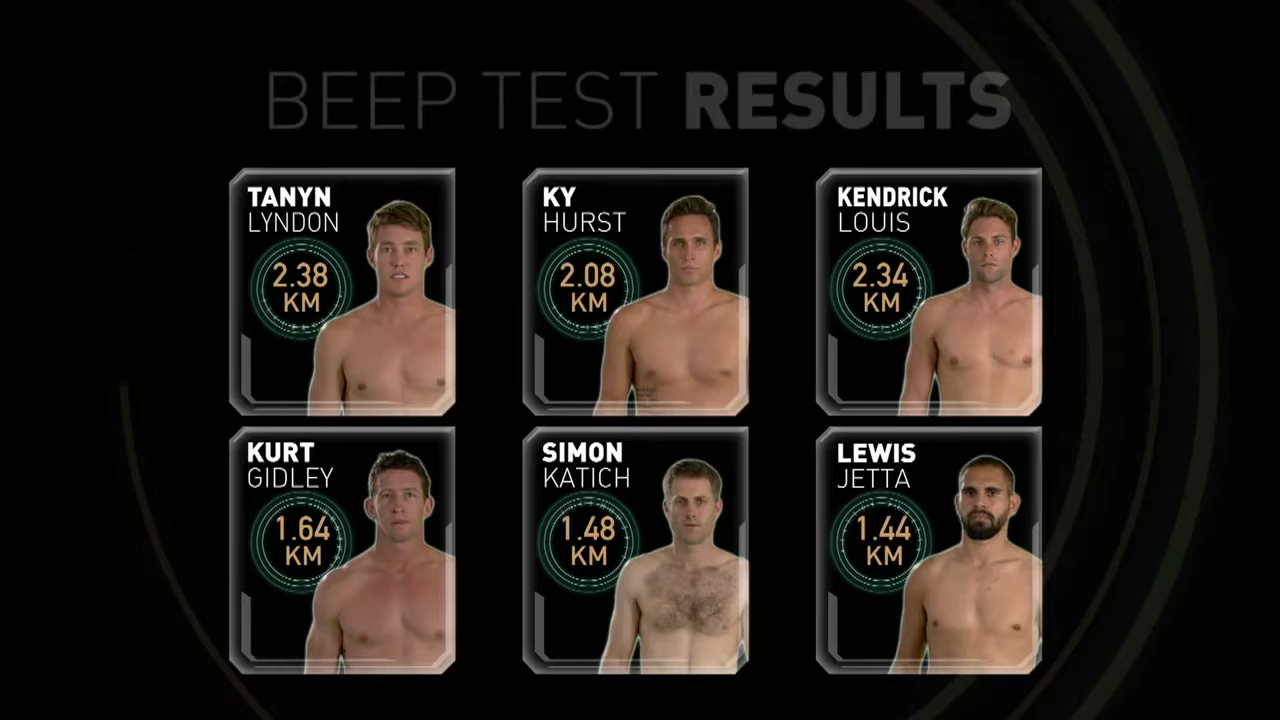 BEEP TEST RESULTS
TANYN
LYNDON
2.38
KM
KY
HURST
2.08
KM
KENDRICK
LOUIS
2.34
KM
KURT
GIDLEY
1.64
KM
SIMON
KATICH
1.48
KM
LEWIS
JETTA
1.44
KM